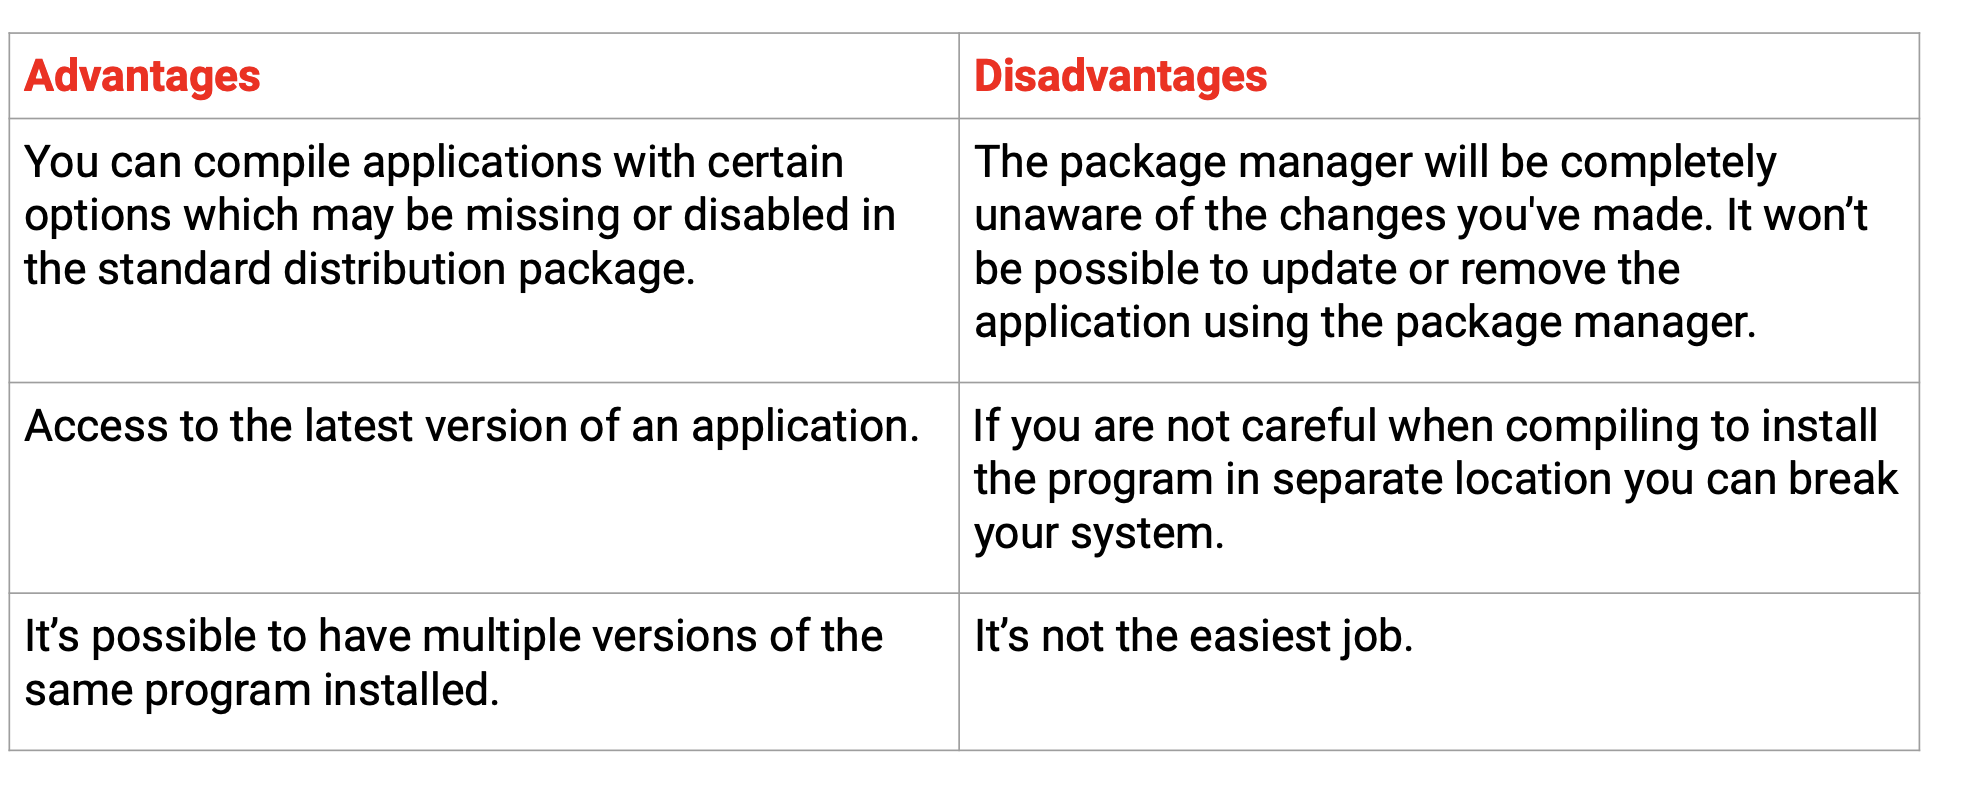 Advantages
Disadvantages
You can compile applications with certain
options which may be missing or disabled in
the standard distribution package.
The package manager will be completely
unaware of the changes you've made. It won’t
be possible to update or remove the
application using the package manager.
Access to the latest version of an application.
If you are not careful when compiling to install
the program in separate location you can break
your system.
It’s possible to have multiple versions of the
same program installed.
It’s not the easiest job.